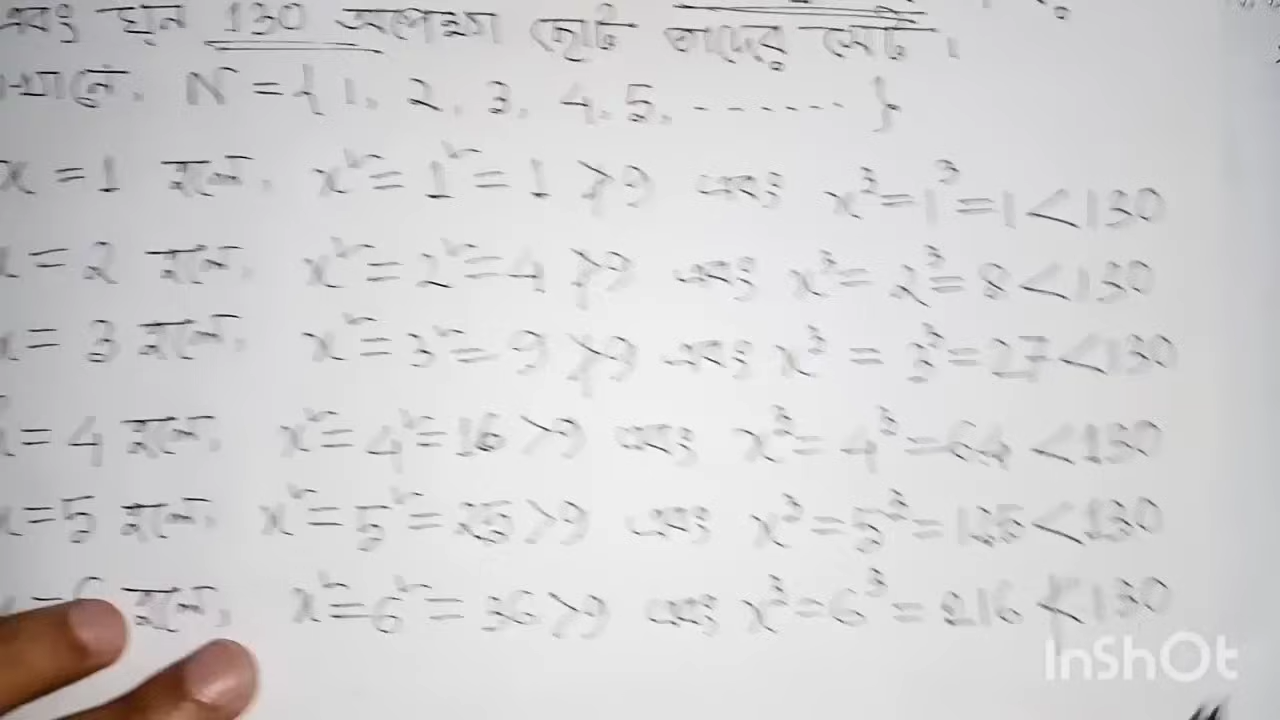 এবং ঘন 130 অপেক্ষা ছোট তাদের সেট।
N = {1, 2, 3, 4, 5, ....... }
x = 1 হলে, x² = 1² = 1 ≯ 9 এবং x³ = 1³ = 1 < 130
x = 2 হলে, x² = 2² = 4 ≯ 9 এবং x³ = 2³ = 8 < 130
x = 3 হলে, x² = 3² = 9 ≯ 9 এবং x³ = 3³ = 27 < 130
x = 4 হলে, x² = 4² = 16 > 9 এবং x³ = 4³ = 64 < 130
x = 5 হলে, x² = 5² = 25 > 9 এবং x³ = 5³ = 125 < 130
x = 6 হলে, x² = 6² = 36 > 9 এবং x³ = 6³ = 216 ≮ 130
InShOt